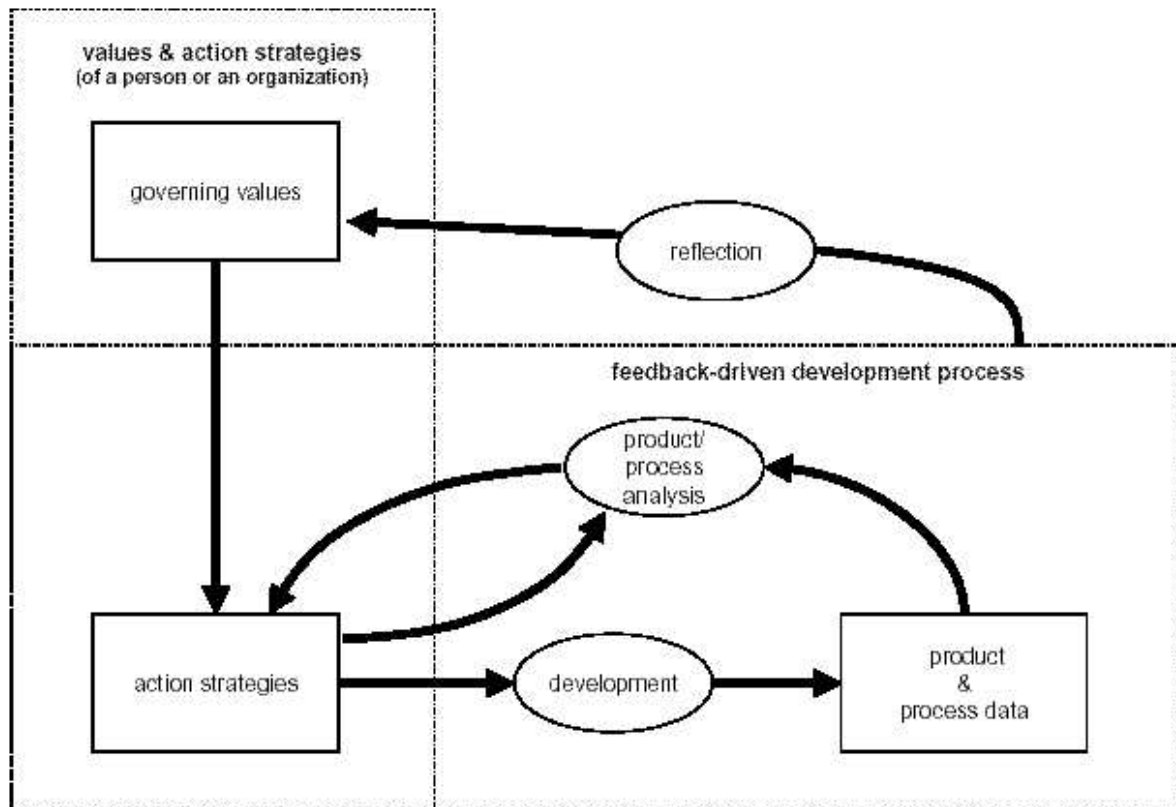 values & action strategies
(of a person or an organization)
governing values
reflection
feedback-driven development process
product/
process
analysis
action strategies
development
product
&
process data